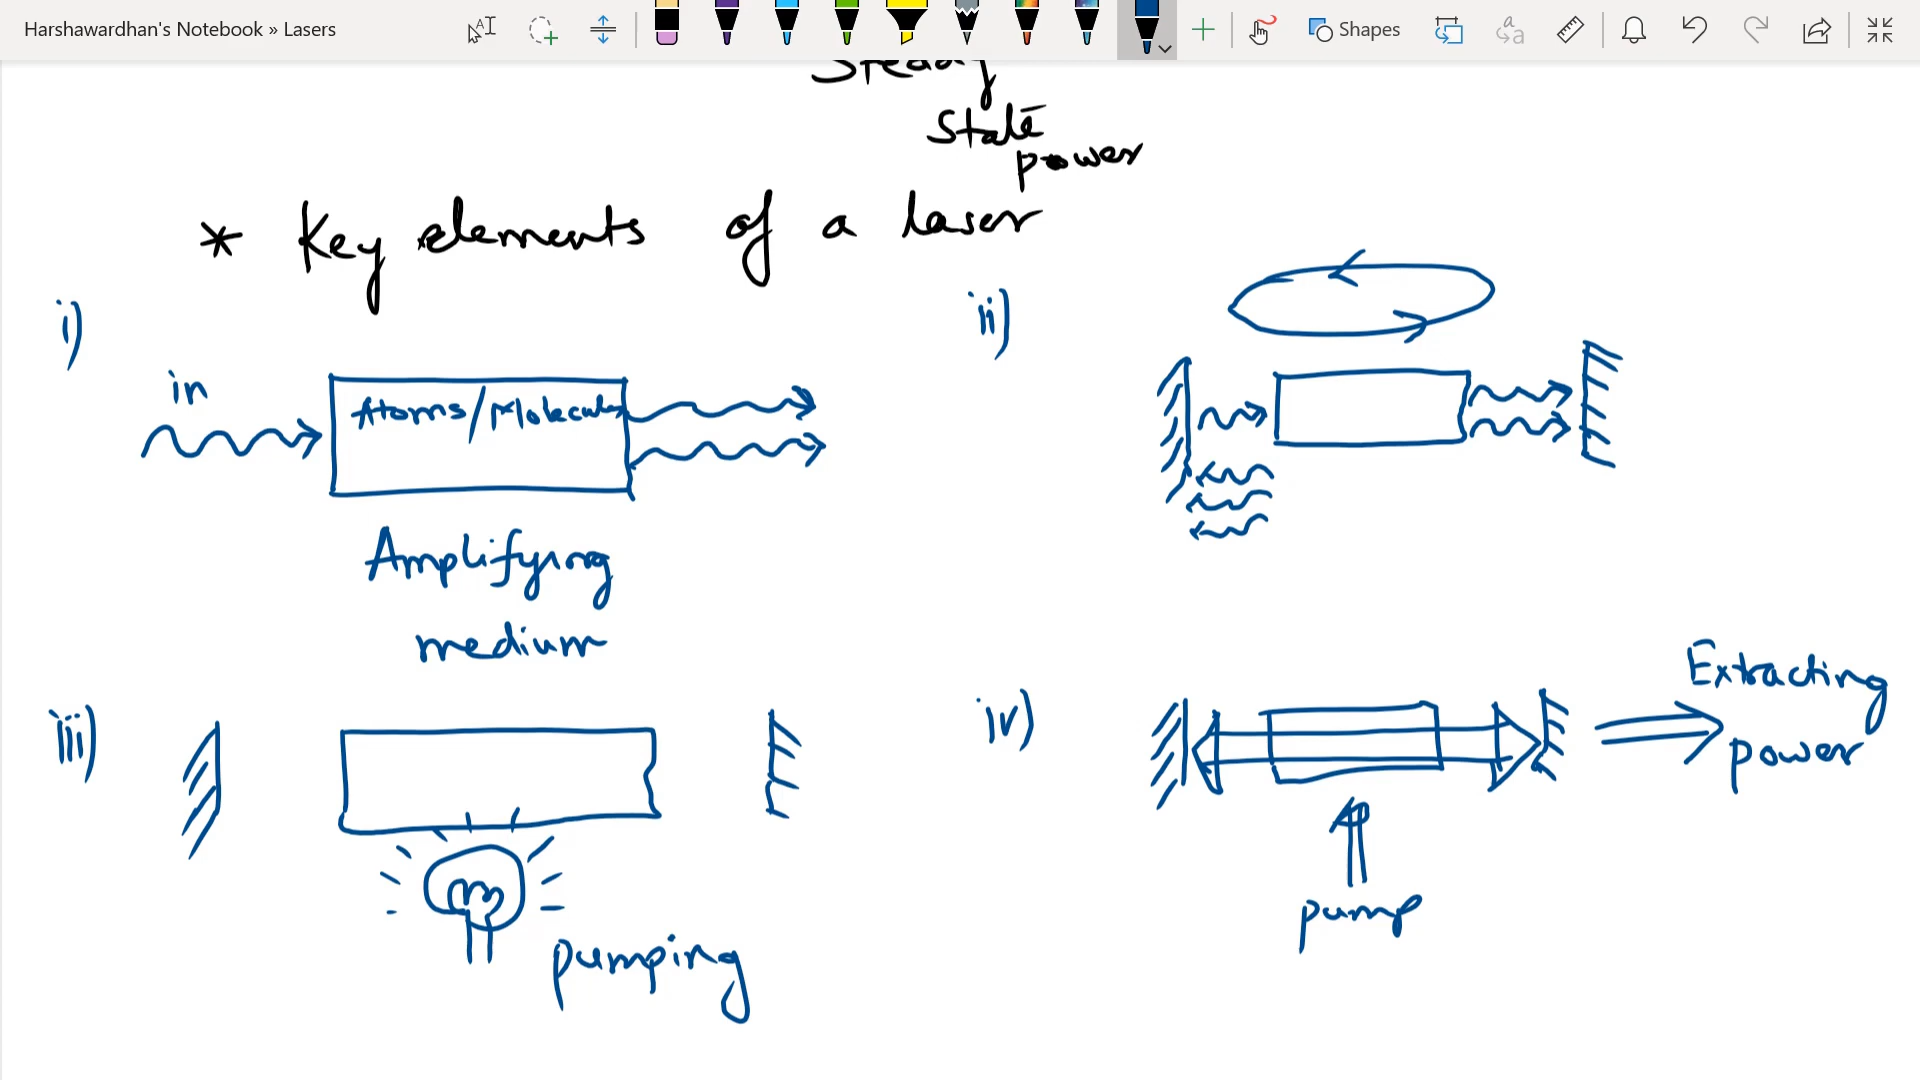 Harshawardhan's Notebook » Lasers
Shapes
Steady
State
power
* Key elements of a laser
i)
in
Atoms/Molecules
Amplifying
medium
ii)
iii)
pumping
iv)
Extracting
power
pump